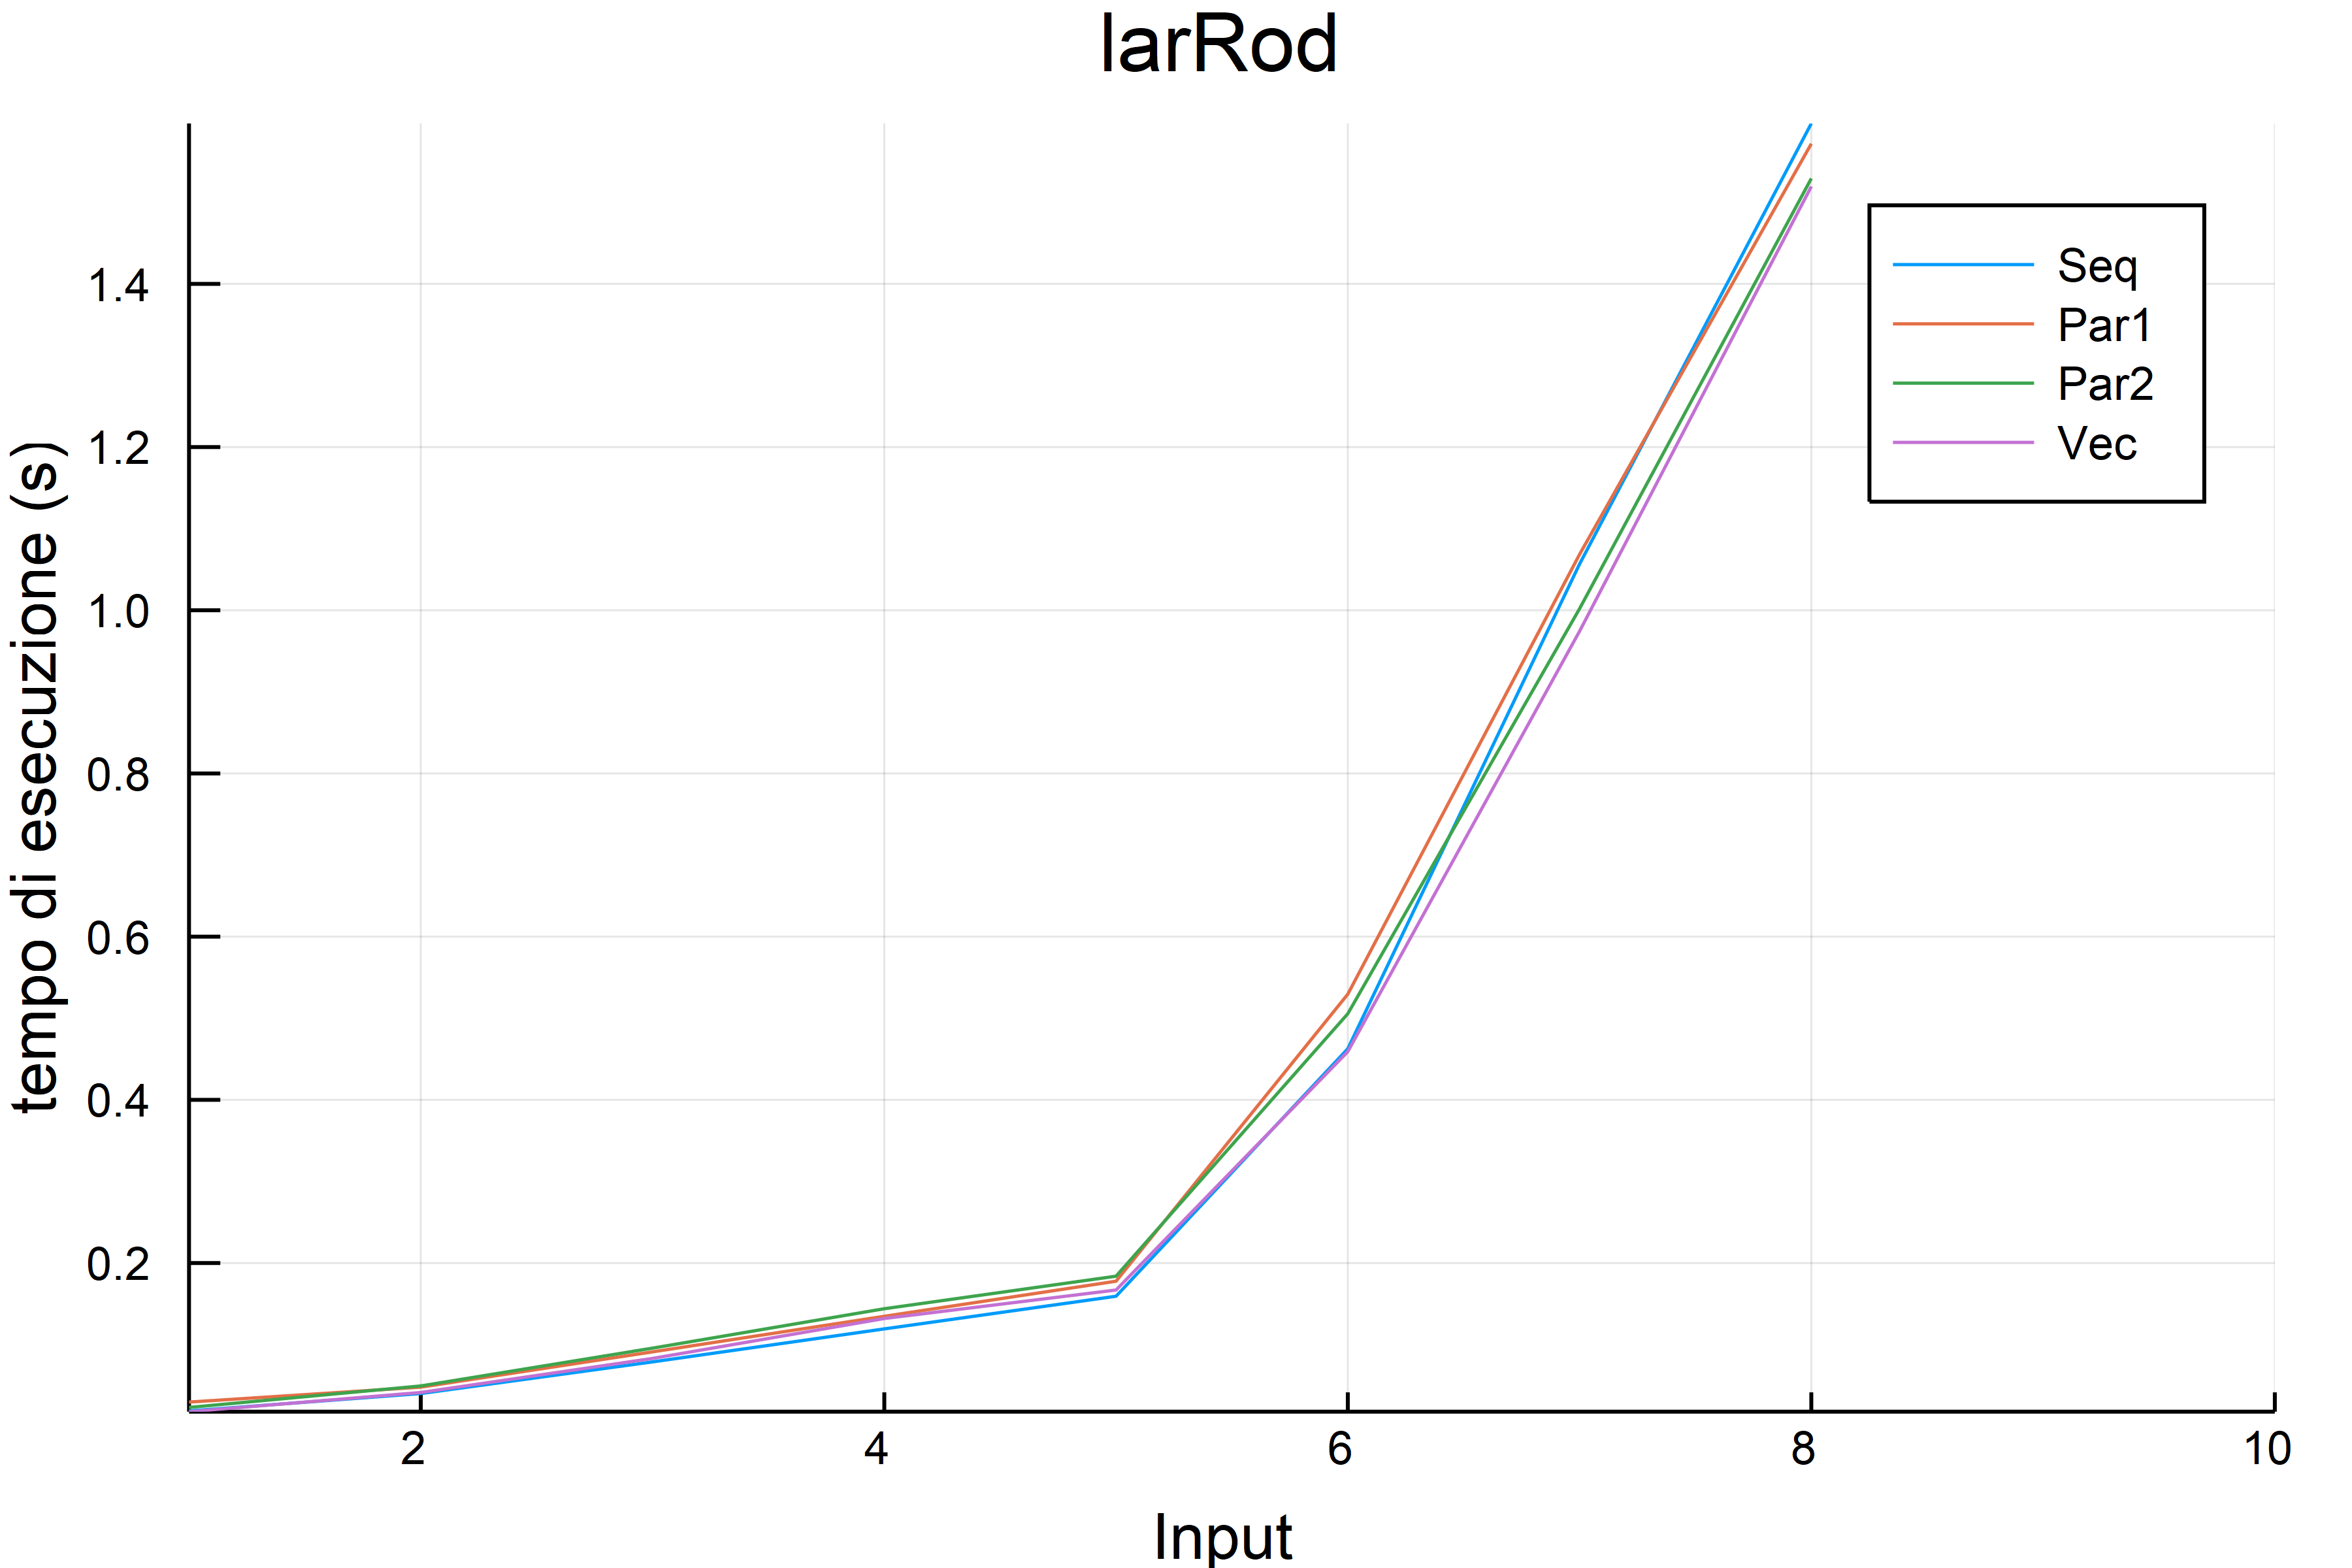 larRod
tempo di esecuzione (s)
1.4
1.2
1.0
0.8
0.6
0.4
0.2
Seq
Par1
Par2
Vec
2
4
6
8
10
Input